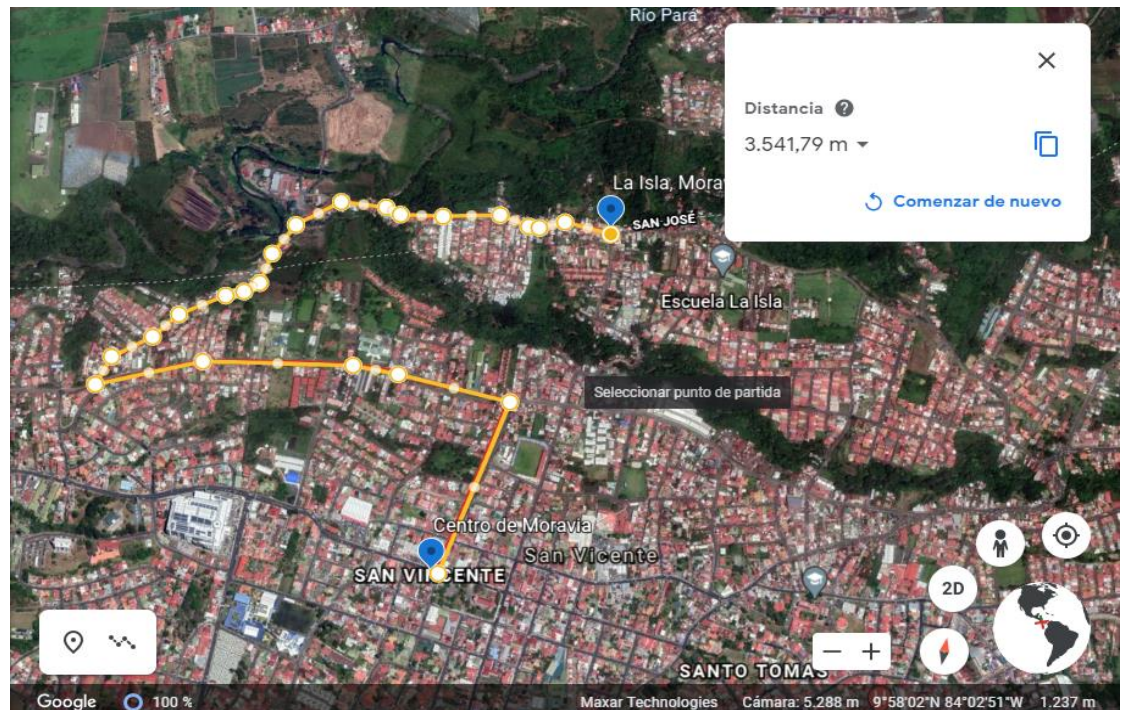 Río Pará
Distancia
3.541,79 m
Comenzar de nuevo
La Isla, Mora
SAN JOSÉ
Escuela La Isla
Seleccionar punto de partida
Centro de Moravia
San Vicente
SAN VICENTE
2D
SANTO TOMAS
Google 100 % Maxar Technologies Cámara: 5.288 m 9°58'02"N 84°02'51"W 1.237 m